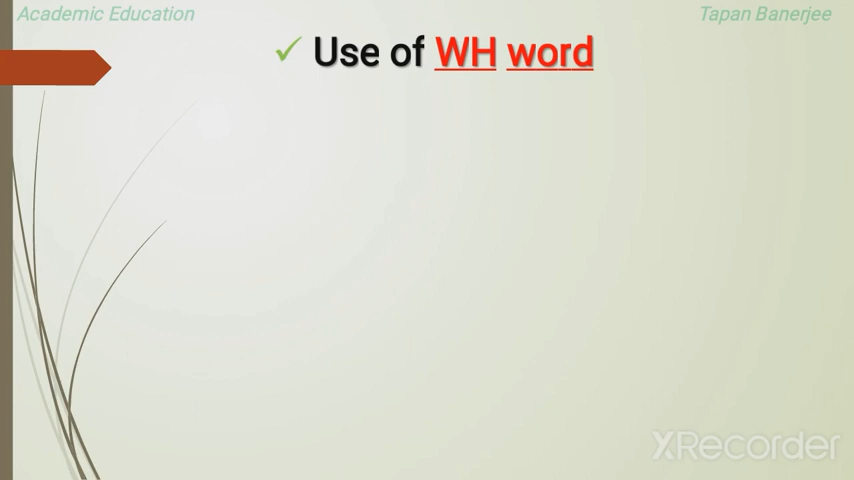 Academic Education
Tapan Banerjee
✓ Use of WH word
XRecorder